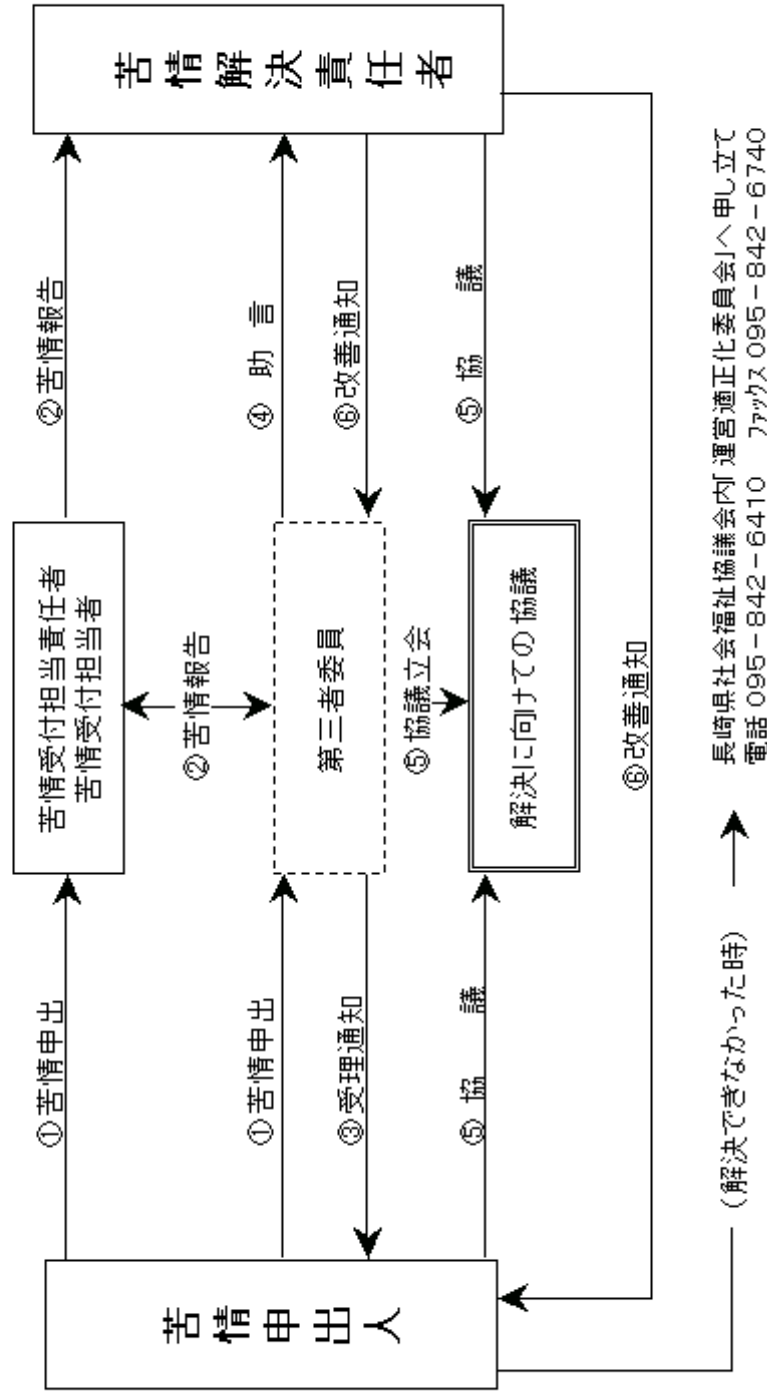 苦情申出人
①苦情申出
①苦情申出
③受理通知
⑤ 協　議
苦情受付担当責任者
苦情受付担当者
②苦情報告
第三者委員
⑤協議立会
解決に向けての協議
②苦情報告
④ 助 言
⑥改善通知
⑤ 協　議
苦情解決責任者
⑥改善通知
（解決できなかった時）
長崎県社会福祉協議会内「運営適正化委員会」へ申し立て
電話 095－842－6410　ファックス 095－842－6740